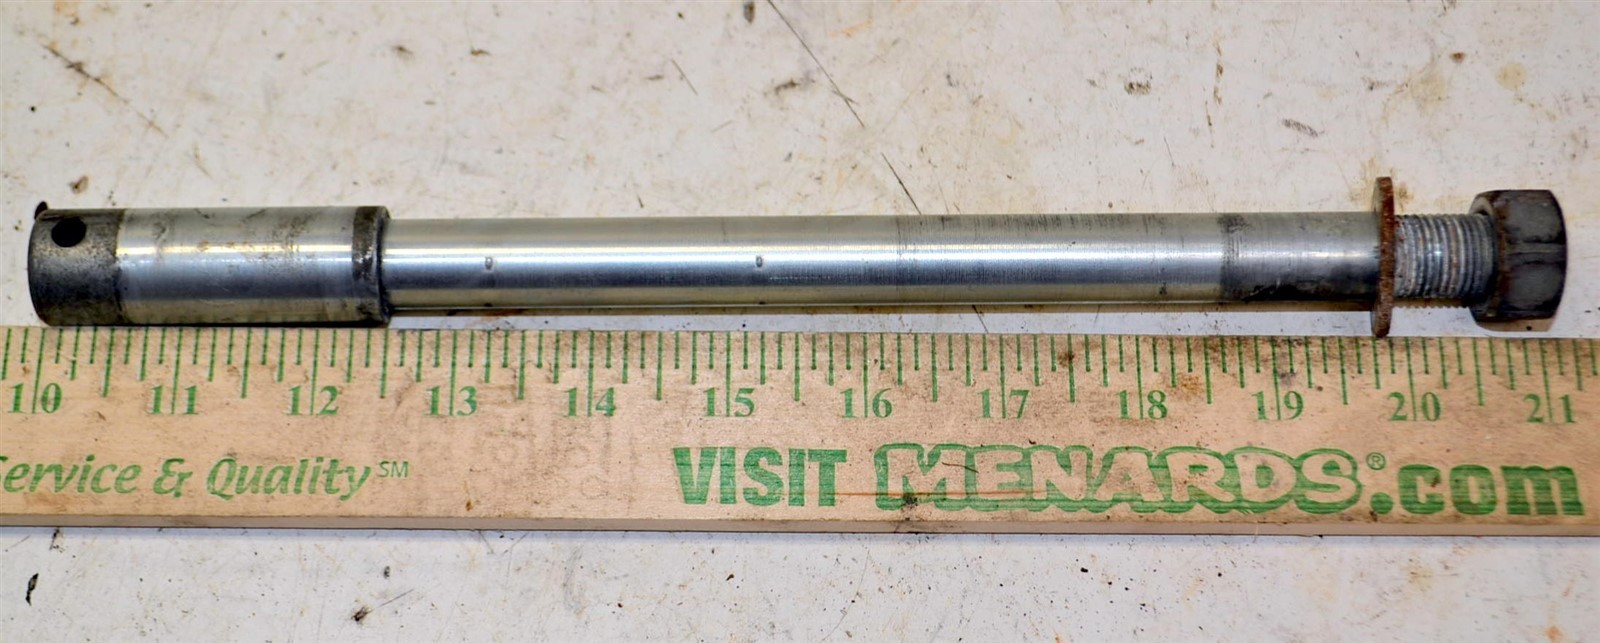 10 11 12 13 14 15 16 17 18 19 20 21
Service & Quality℠ VISIT MENARDS®.com